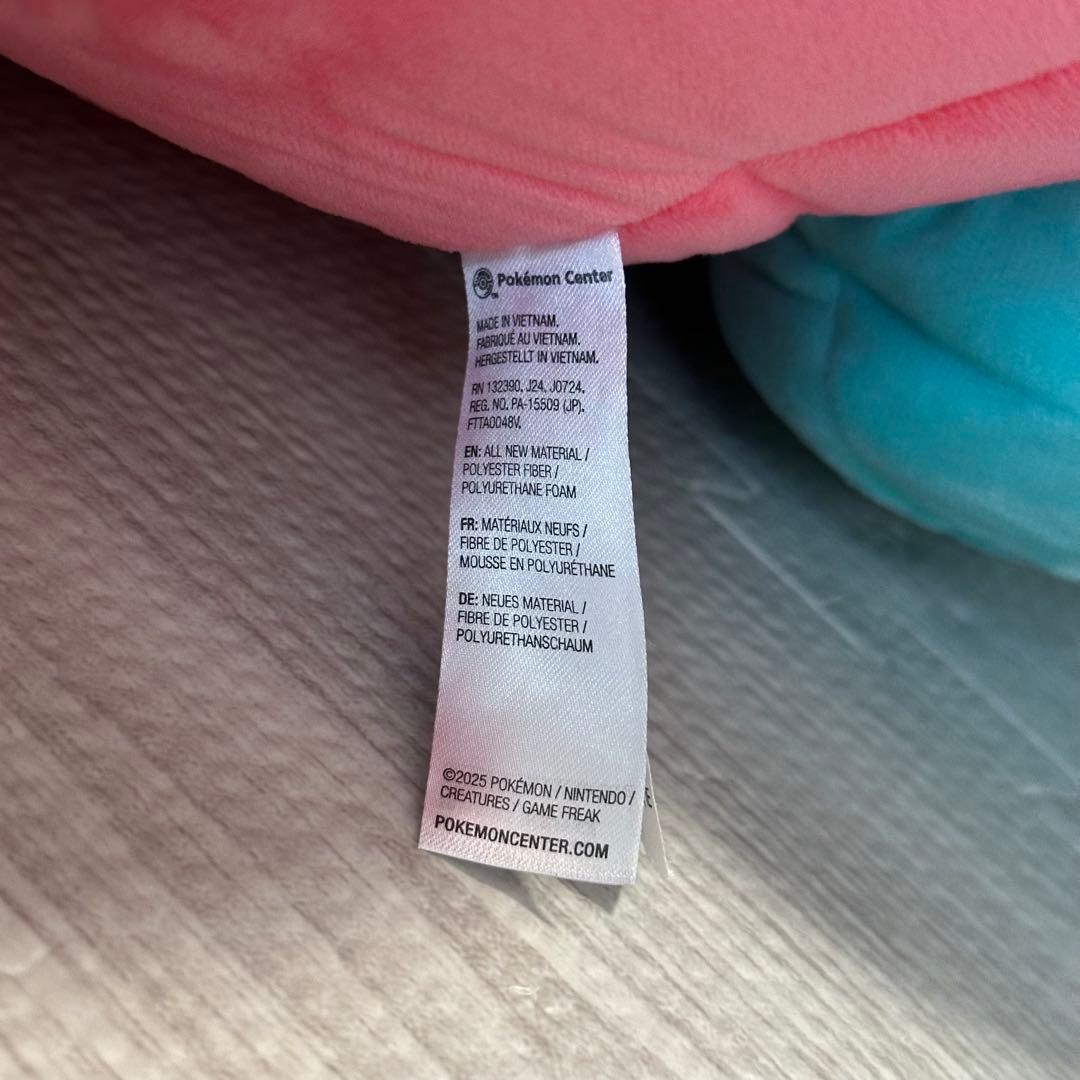 Pokémon Center
MADE IN VIETNAM.
FABRIQUÉ AU VIETNAM.
HERGESTELLT IN VIETNAM.
RN 132390. J24. J0724.
REG. NO. PA-15509 (JP).
FTTA0048V.
EN: ALL NEW MATERIAL /
POLYESTER FIBER /
POLYURETHANE FOAM
FR: MATÉRIAUX NEUFS /
FIBRE DE POLYESTER /
MOUSSE EN POLYURÉTHANE
DE: NEUES MATERIAL /
FIBRE DE POLYESTER /
POLYURETHANSCHAUM
©2025 POKÉMON / NINTENDO /
CREATURES / GAME FREAK
POKEMONCENTER.COM